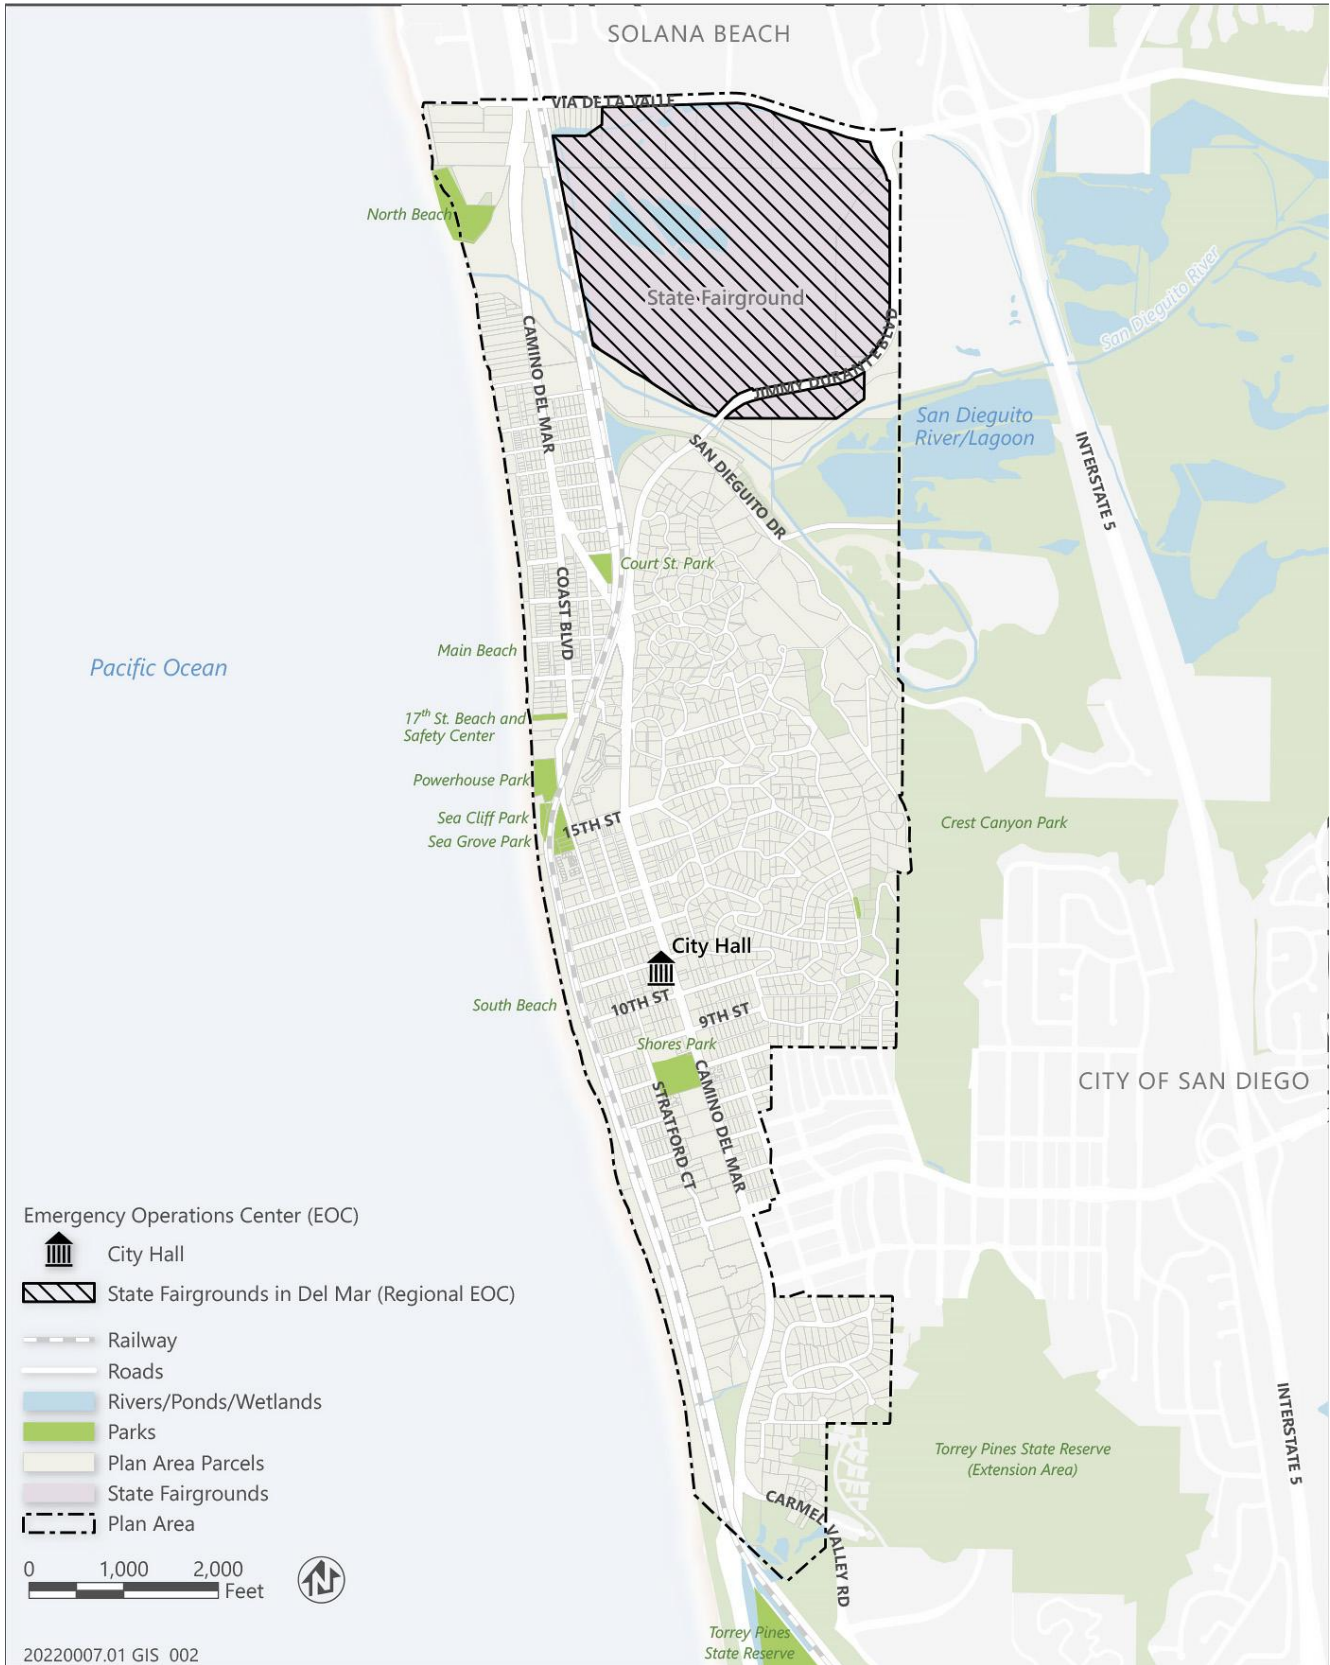 SOLANA BEACH
VIA DE LA VALLE
North Beach
State Fairground
San Dieguito River
CAMINO DEL MAR
JIMMY DURANTE BLVD
San Dieguito
River/Lagoon
SAN DIEGUITO DR
INTERSTATE 5
Court St. Park
COAST BLVD
Main Beach
Pacific Ocean
17th St. Beach and
Safety Center
Powerhouse Park
Sea Cliff Park
15TH ST
Crest Canyon Park
Sea Grove Park
City Hall
South Beach
10TH ST
9TH ST
Shores Park
CITY OF SAN DIEGO
STRATFORD CT
CAMINO DEL MAR
Emergency Operations Center (EOC)
City Hall
State Fairgrounds in Del Mar (Regional EOC)
Railway
Roads
Rivers/Ponds/Wetlands
Parks
Plan Area Parcels
State Fairgrounds
Plan Area
INTERSTATE 5
Torrey Pines State Reserve
(Extension Area)
CARMEL VALLEY RD
0 1,000 2,000
Feet
N
Torrey Pines
State Reserve
20220007.01 GIS 002